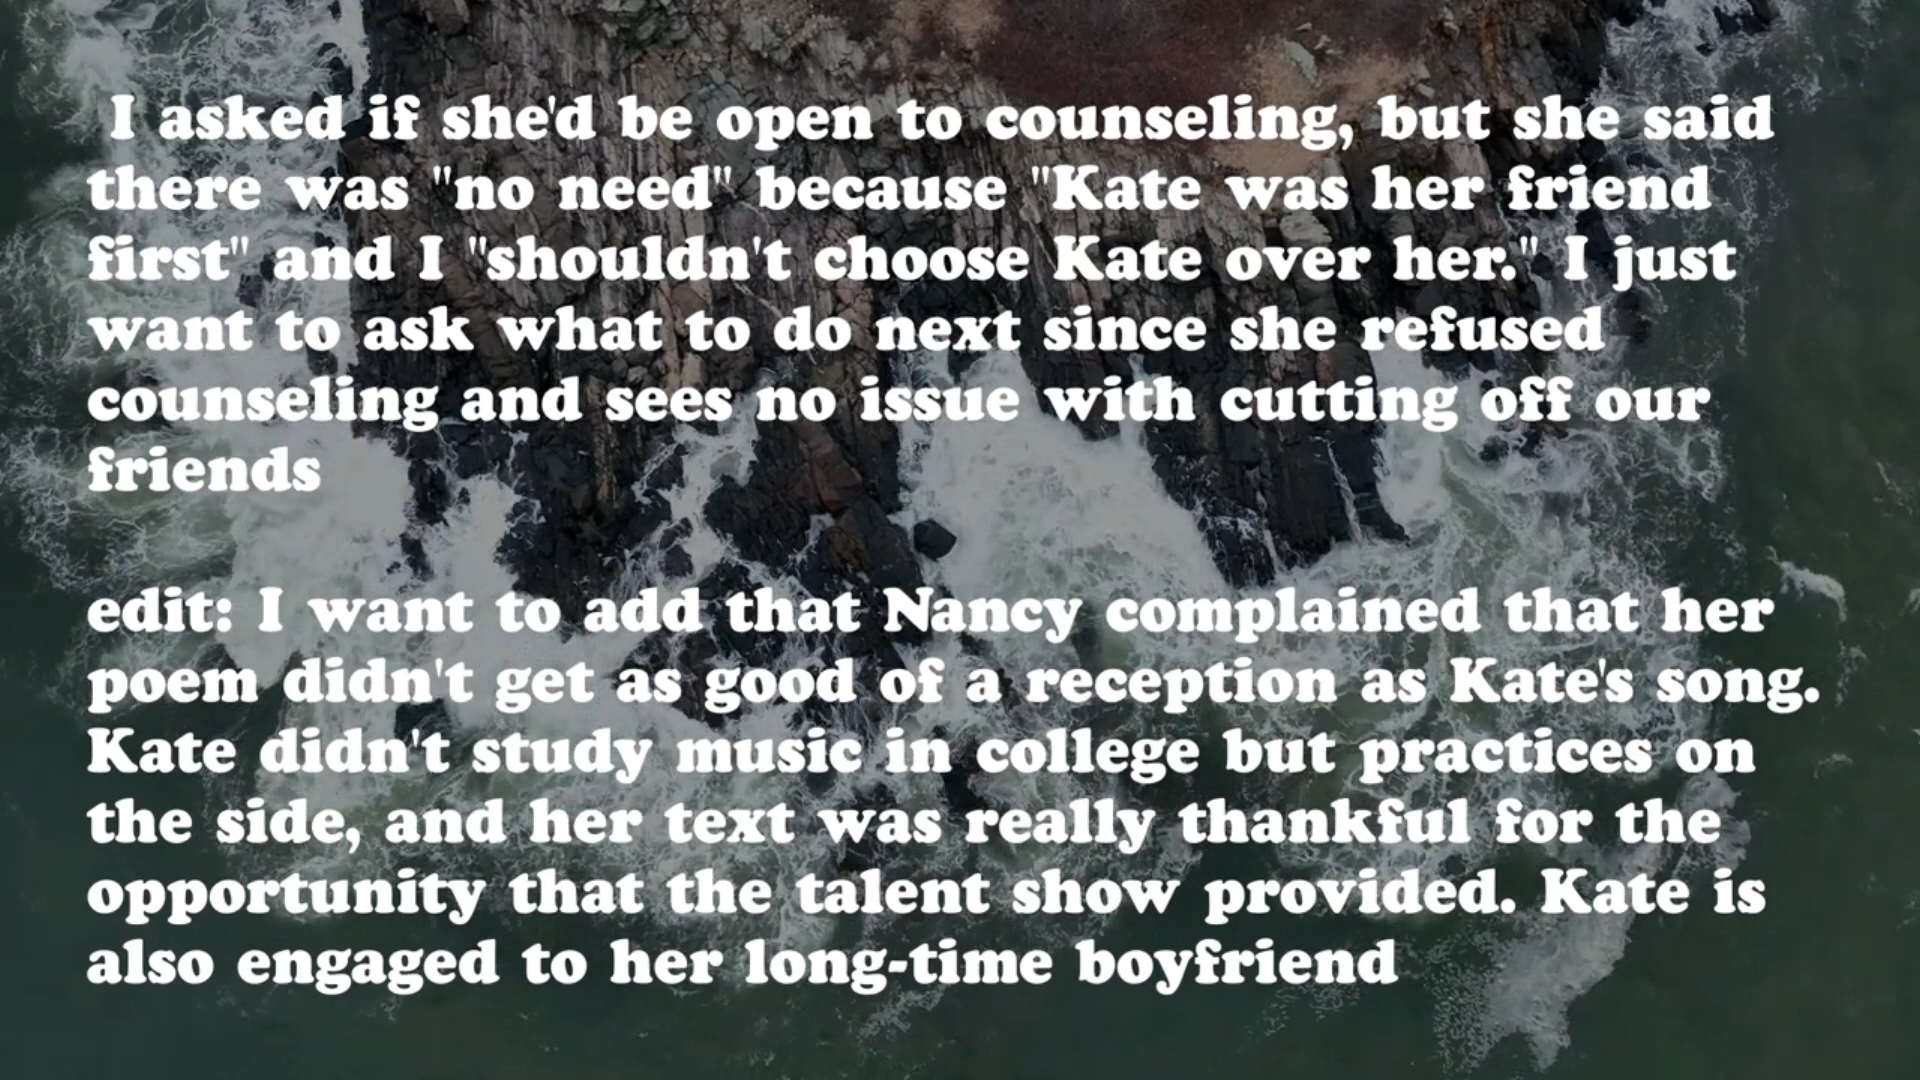 I asked if she'd be open to counseling, but she said
there was "no need" because "Kate was her friend
first" and I "shouldn't choose Kate over her." I just
want to ask what to do next since she refused
counseling and sees no issue with cutting off our
friends
edit: I want to add that Nancy complained that her
poem didn't get as good of a reception as Kate's song.
Kate didn't study music in college but practices on
the side, and her text was really thankful for the
opportunity that the talent show provided. Kate is
also engaged to her long-time boyfriend